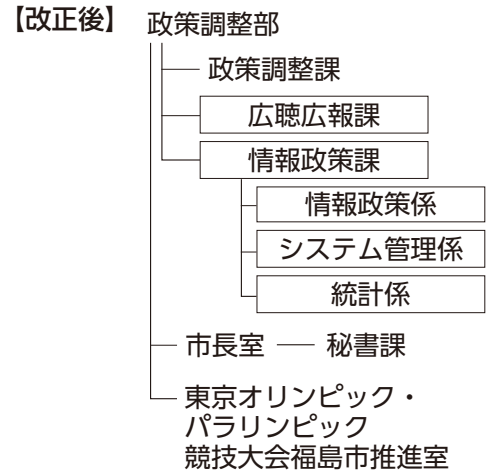 【改正後】 政策調整部
政策調整課
広聴広報課
情報政策課
情報政策係
システム管理係
統計係
市長室 ― 秘書課
東京オリンピック・
パラリンピック
競技大会福島市推進室